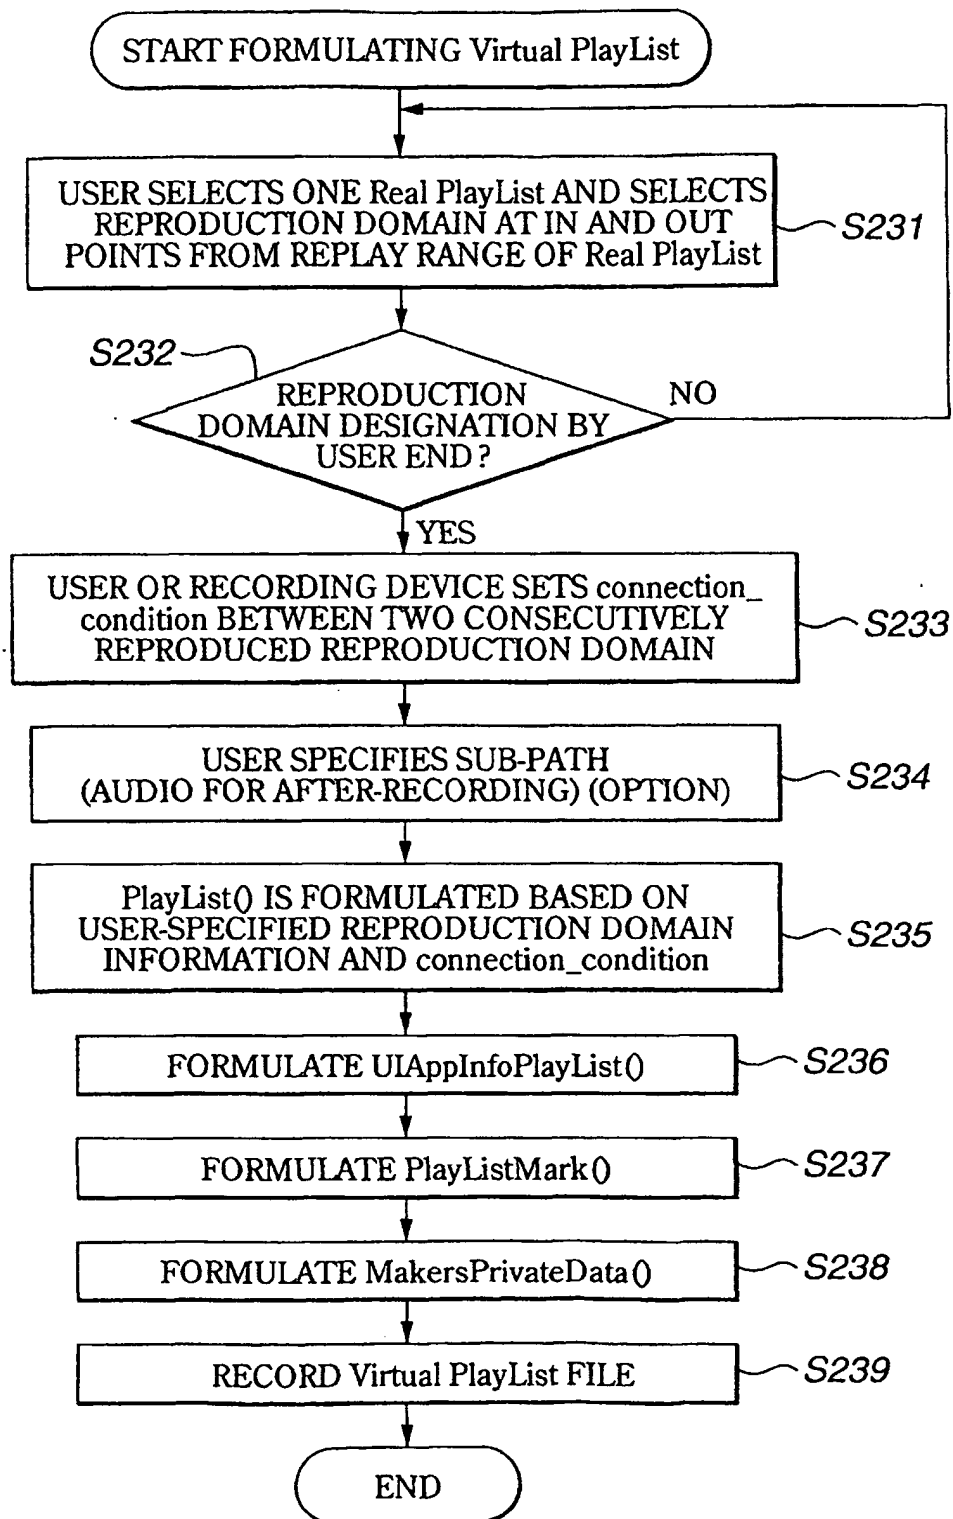 START FORMULATING Virtual PlayList
USER SELECTS ONE Real PlayList AND SELECTS
REPRODUCTION DOMAIN AT IN AND OUT
POINTS FROM REPLAY RANGE OF Real PlayList
S231
S232
REPRODUCTION
DOMAIN DESIGNATION BY
USER END?
NO
YES
USER OR RECORDING DEVICE SETS connection_
condition BETWEEN TWO CONSECUTIVELY
REPRODUCED REPRODUCTION DOMAIN
S233
USER SPECIFIES SUB-PATH
(AUDIO FOR AFTER-RECORDING) (OPTION)
S234
PlayList() IS FORMULATED BASED ON
USER-SPECIFIED REPRODUCTION DOMAIN
INFORMATION AND connection_condition
S235
FORMULATE UIAppInfoPlayList()
S236
FORMULATE PlayListMark()
S237
FORMULATE MakersPrivateData()
S238
RECORD Virtual PlayList FILE
S239
END